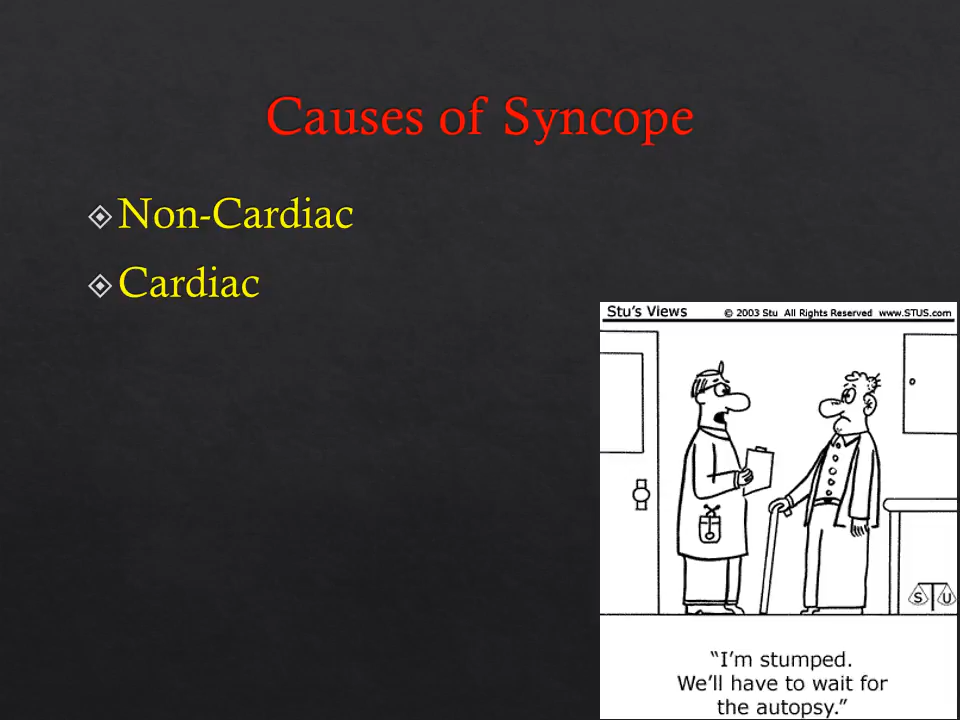 Causes of Syncope
Non-Cardiac
Cardiac
Stu's Views © 2003 Stu All Rights Reserved www.STUS.com
S U
"I'm stumped.
We'll have to wait for
the autopsy."